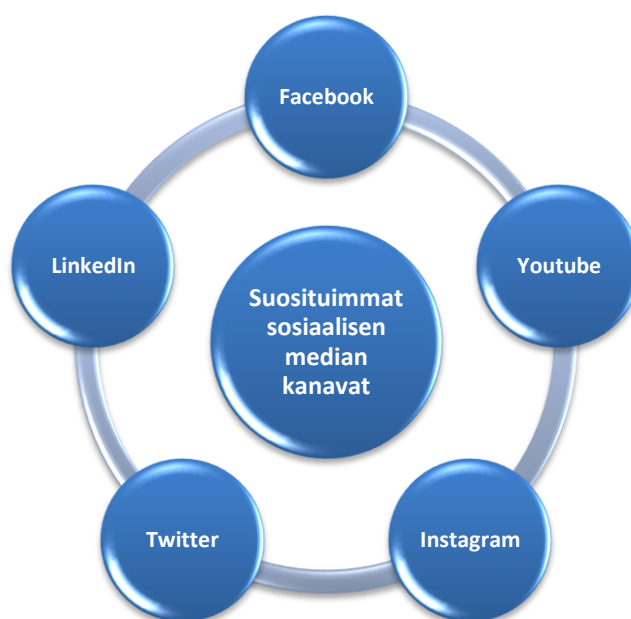 Facebook
LinkedIn
Youtube
Suosituimmat
sosiaalisen
median
kanavat
Twitter
Instagram